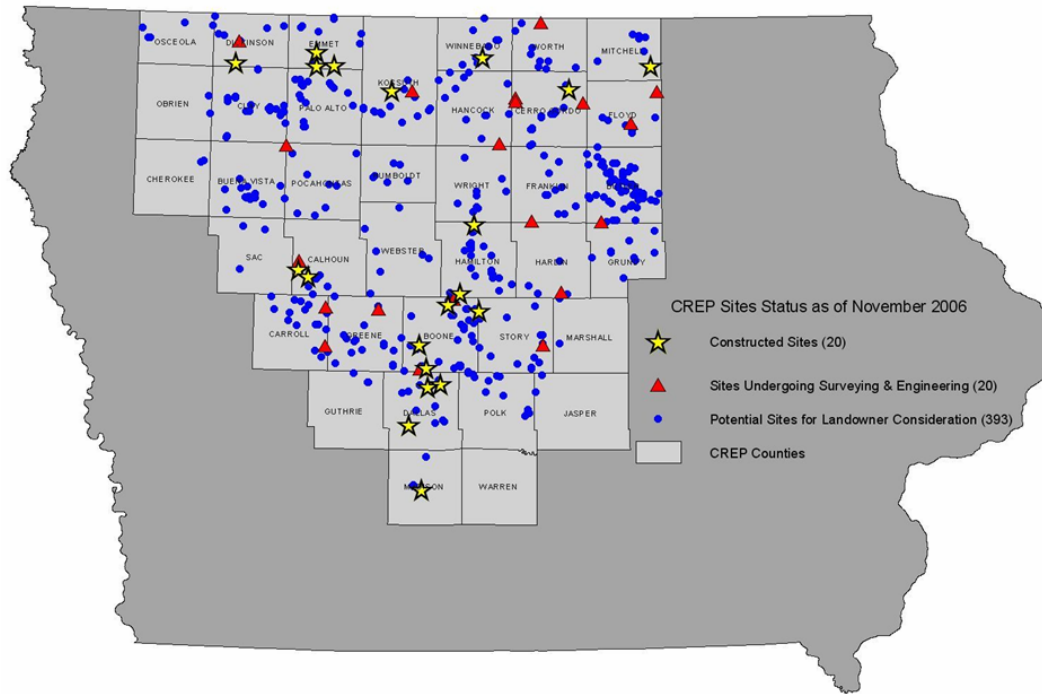 OSCEOLA
DICKINSON
EMMET
WINNEBAGO
WORTH
MITCHELL
KOSSUTH
OBRIEN
CLAY
PALO ALTO
HANCOCK
CERRO GORDO
FLOYD
CHEROKEE
BUENA VISTA
POCAHONTAS
HUMBOLDT
WRIGHT
FRANKLIN
BUTLER
SAC
CALHOUN
WEBSTER
HAMILTON
HARDIN
GRUNDY
CARROLL
GREENE
BOONE
STORY
MARSHALL
GUTHRIE
DALLAS
POLK
JASPER
MADISON
WARREN
CREP Sites Status as of November 2006
Constructed Sites (20)
Sites Undergoing Surveying & Engineering (20)
Potential Sites for Landowner Consideration (393)
CREP Counties